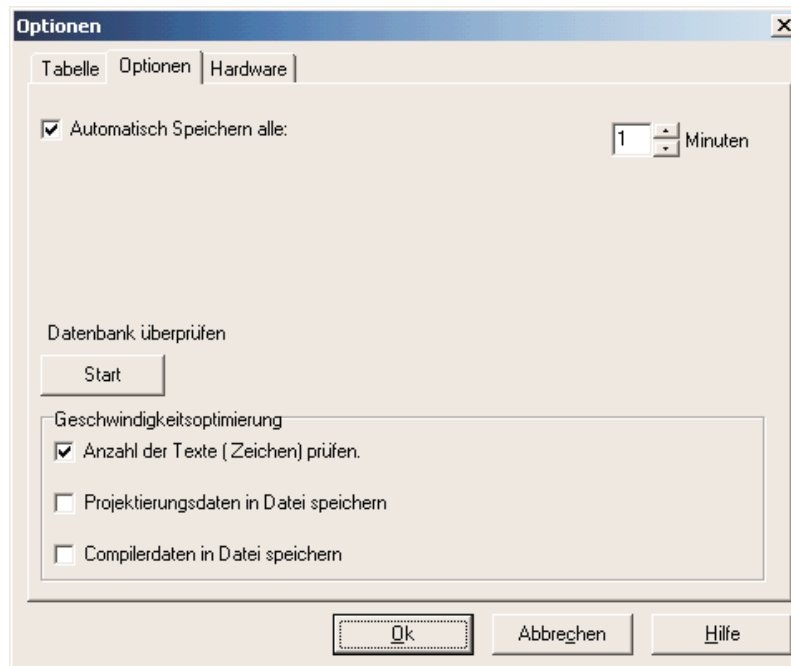 Optionen
Tabelle Optionen Hardware
Automatisch Speichern alle: 1 Minuten
Datenbank überprüfen
Start
Geschwindigkeitsoptimierung
Anzahl der Texte ( Zeichen) prüfen.
Projektierungsdaten in Datei speichern
Compilerdaten in Datei speichern
Ok Abbrechen Hilfe